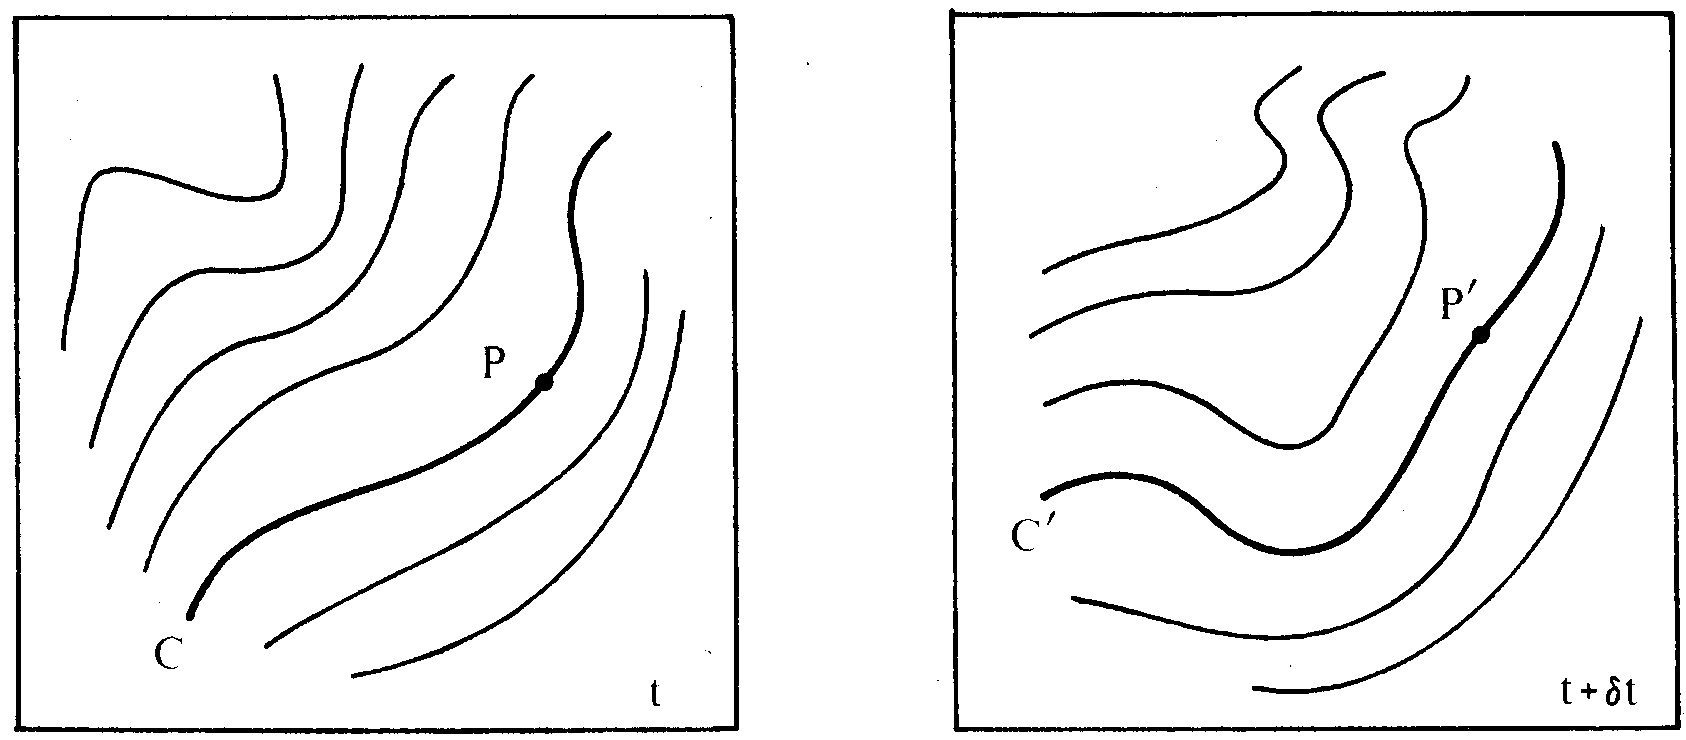 P
C
t
P′
C′
t + δt